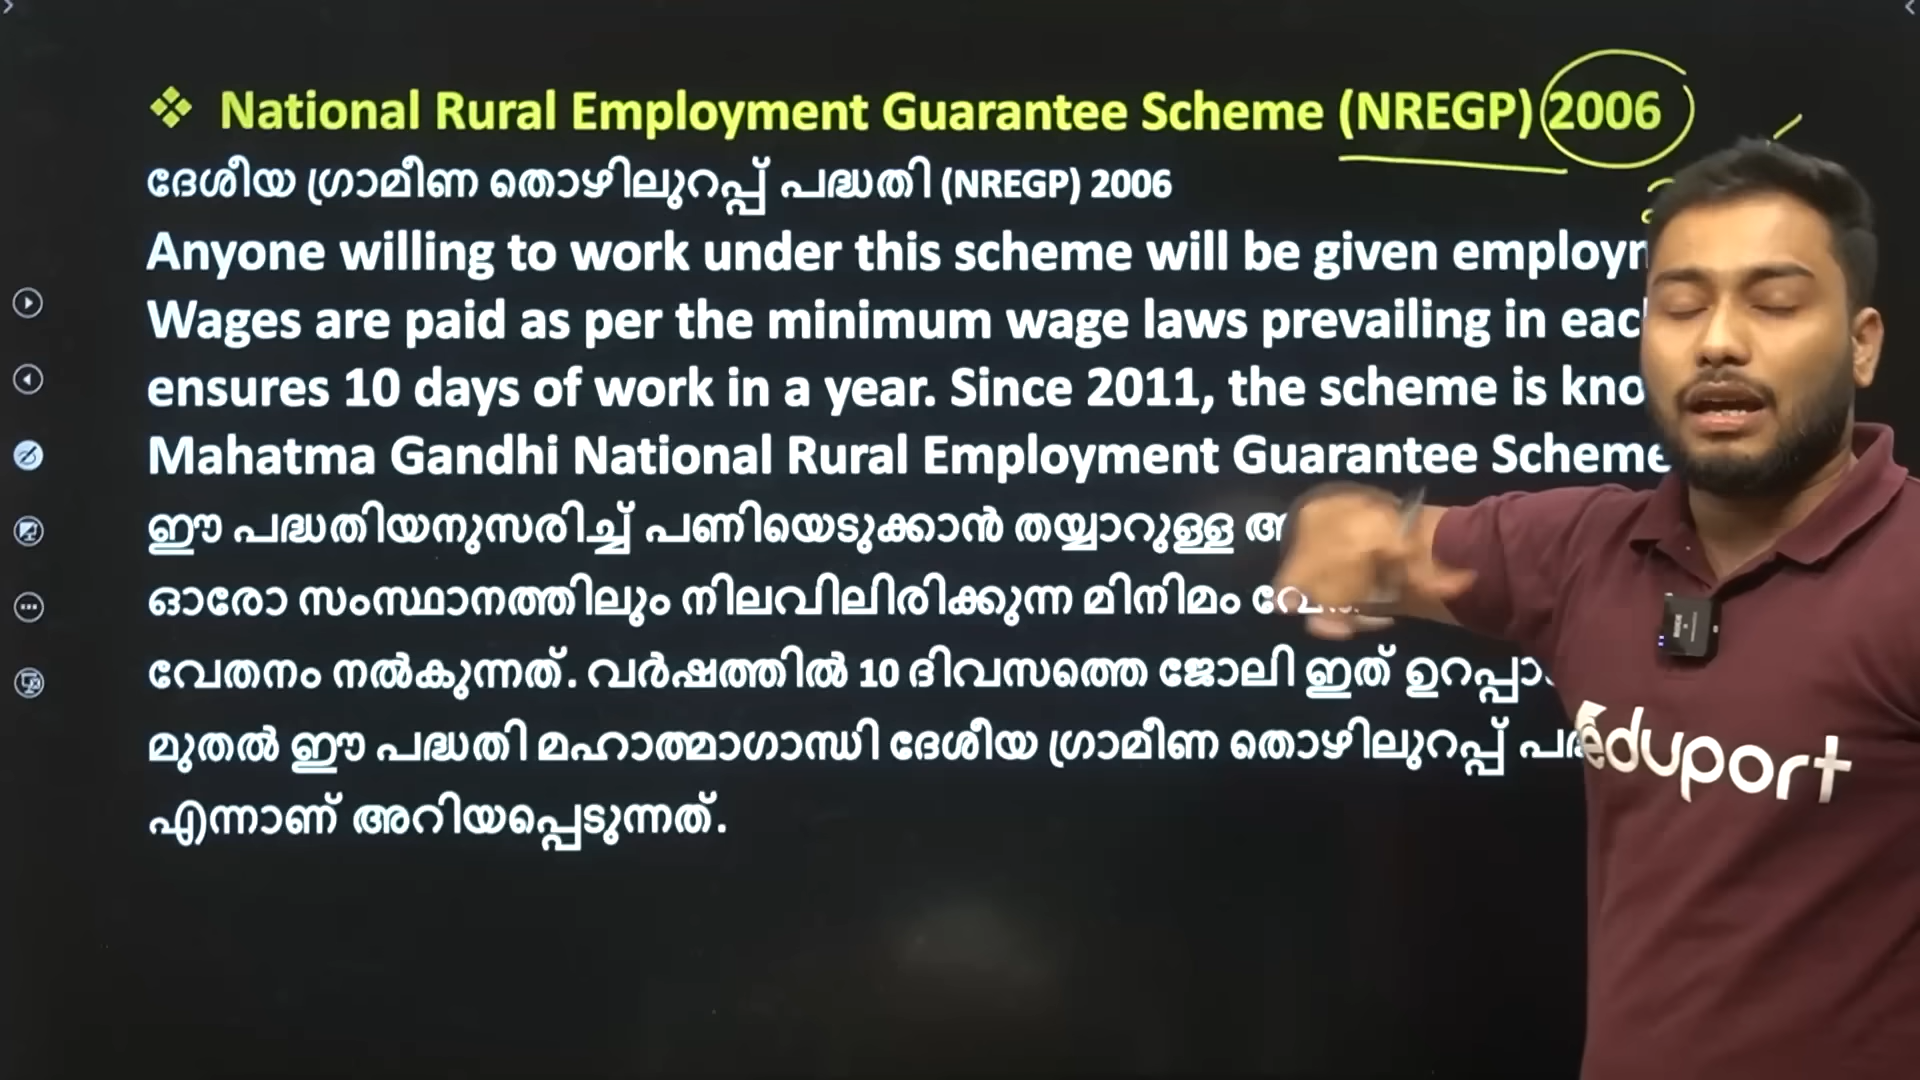 ❖ National Rural Employment Guarantee Scheme (NREGP) 2006
ദേശീയ ഗ്രാമീണ തൊഴിലുറപ്പ് പദ്ധതി (NREGP) 2006
Anyone willing to work under this scheme will be given
Wages are paid as per the minimum wage laws prevailing in
ensures 10 days of work in a year. Since 2011, the scheme is
Mahatma Gandhi National Rural Employment Guarantee Scheme
ഈ പദ്ധതിയനുസരിച്ച് പണിയെടുക്കാൻ തയ്യാറുള്ള
ഓരോ സംസ്ഥാനത്തിലും നിലവിലിരിക്കുന്ന മിനിമം
വേതനം നൽകുന്നത്. വർഷത്തിൽ 10 ദിവസത്തെ ജോലി ഇത്
മുതൽ ഈ പദ്ധതി മഹാത്മാഗാന്ധി ദേശീയ ഗ്രാമീണ തൊഴിലുറപ്പ്
എന്നാണ് അറിയപ്പെടുന്നത്.
eduport